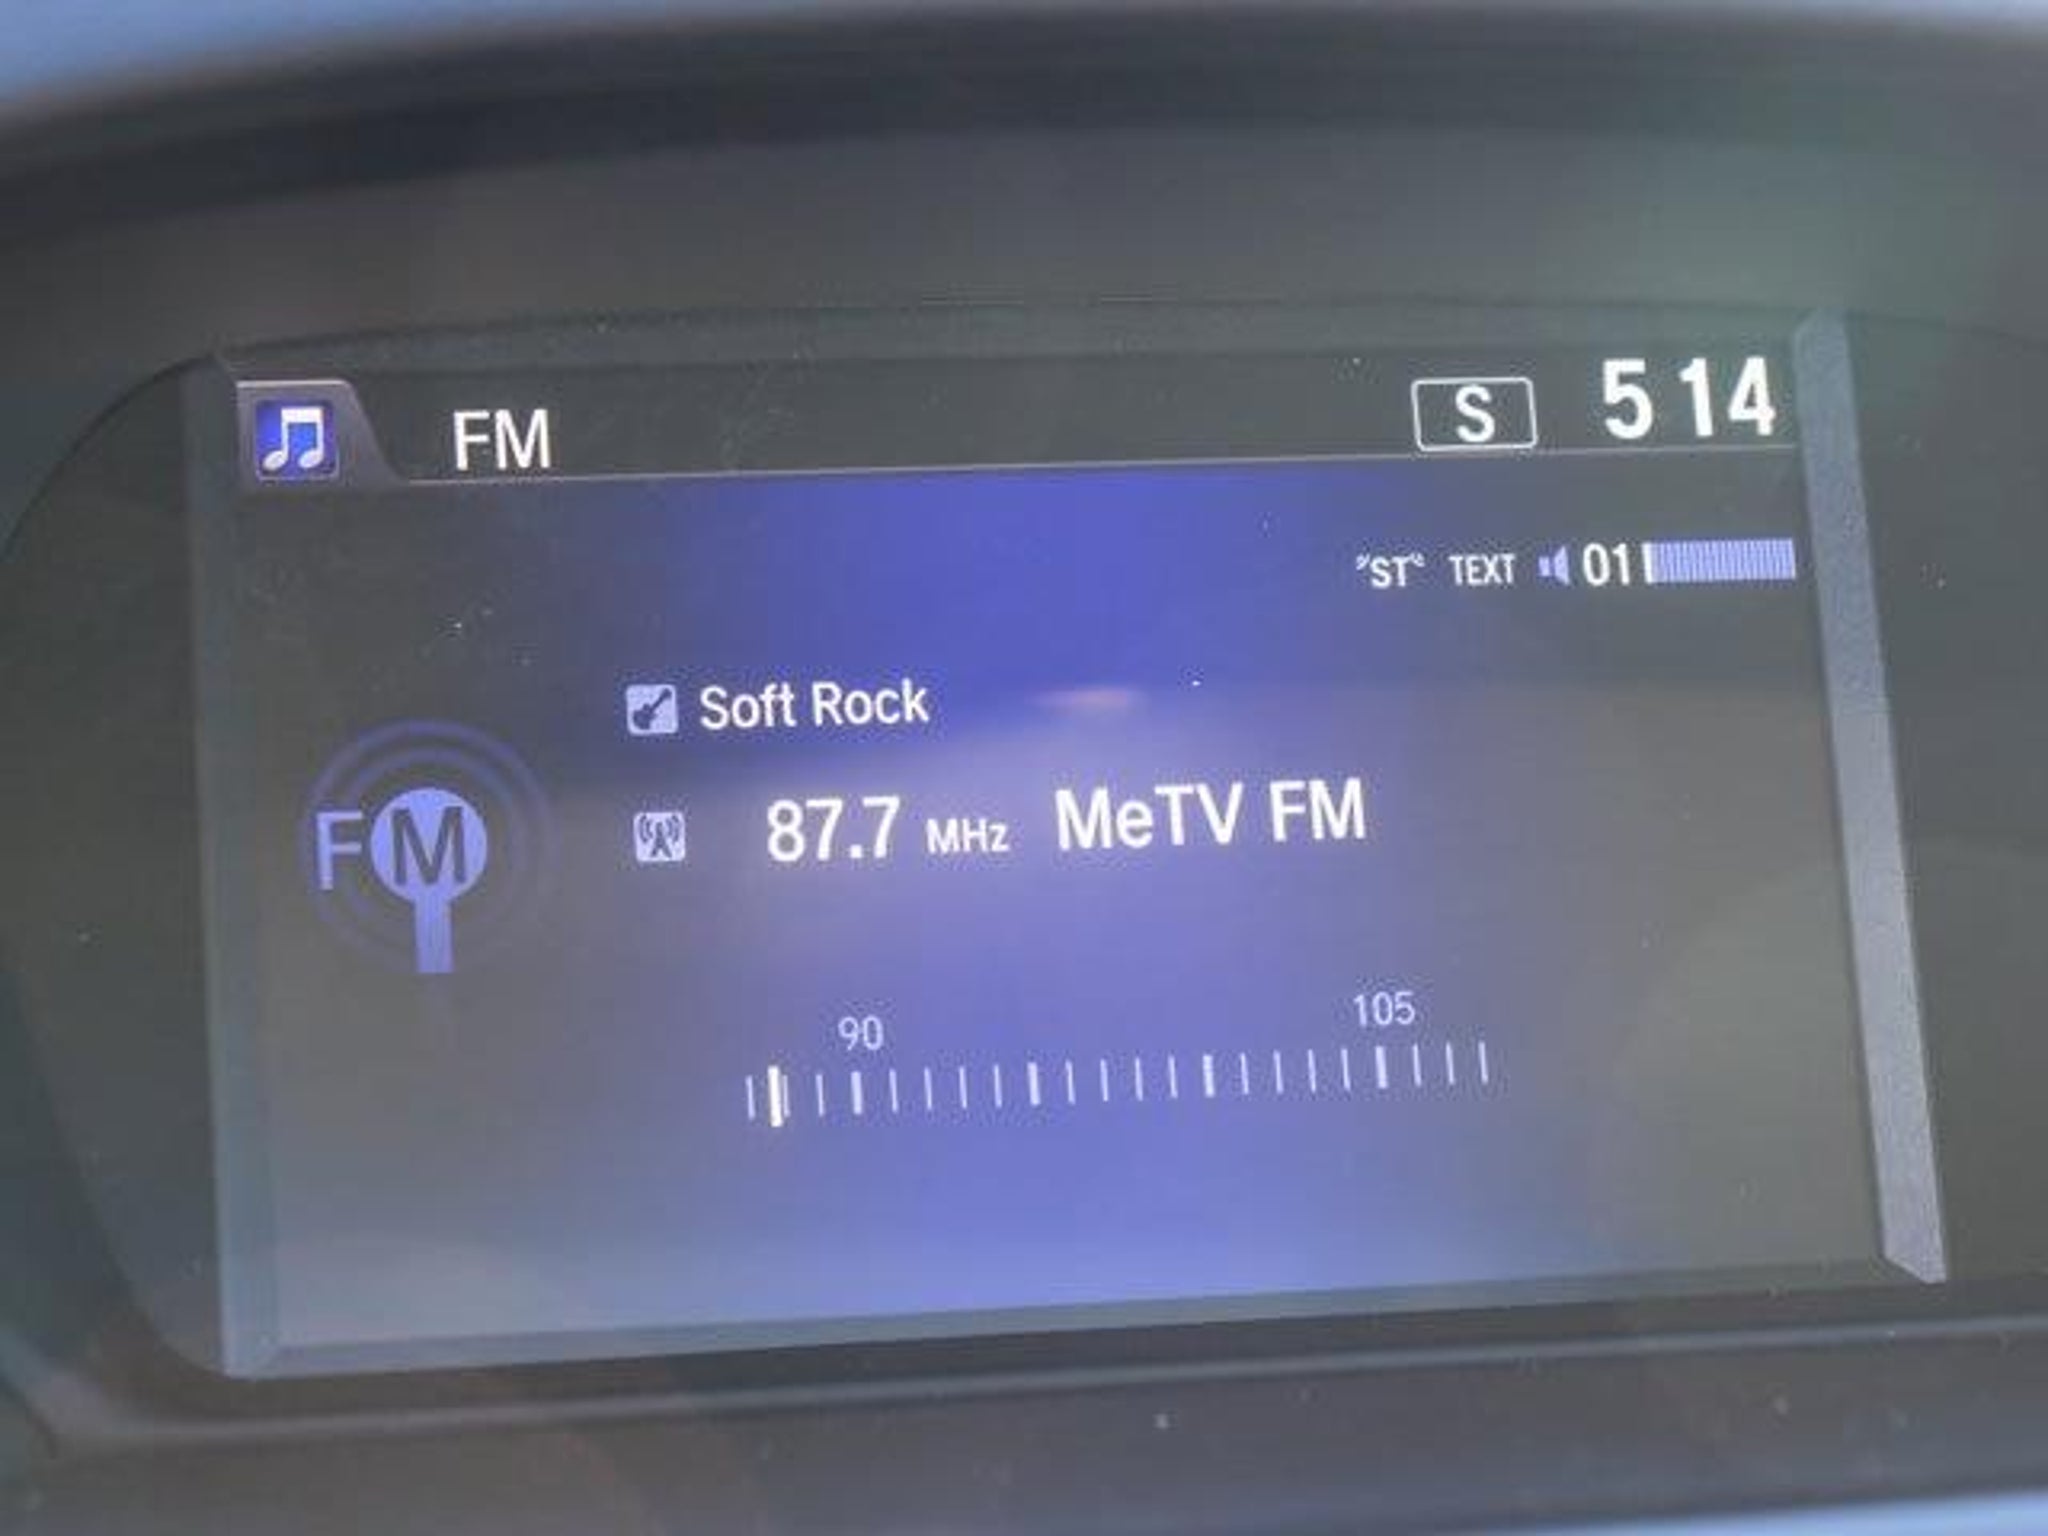 FM S 5 14
"ST" TEXT 01
Soft Rock
FM 87.7 MHz MeTV FM
90 105